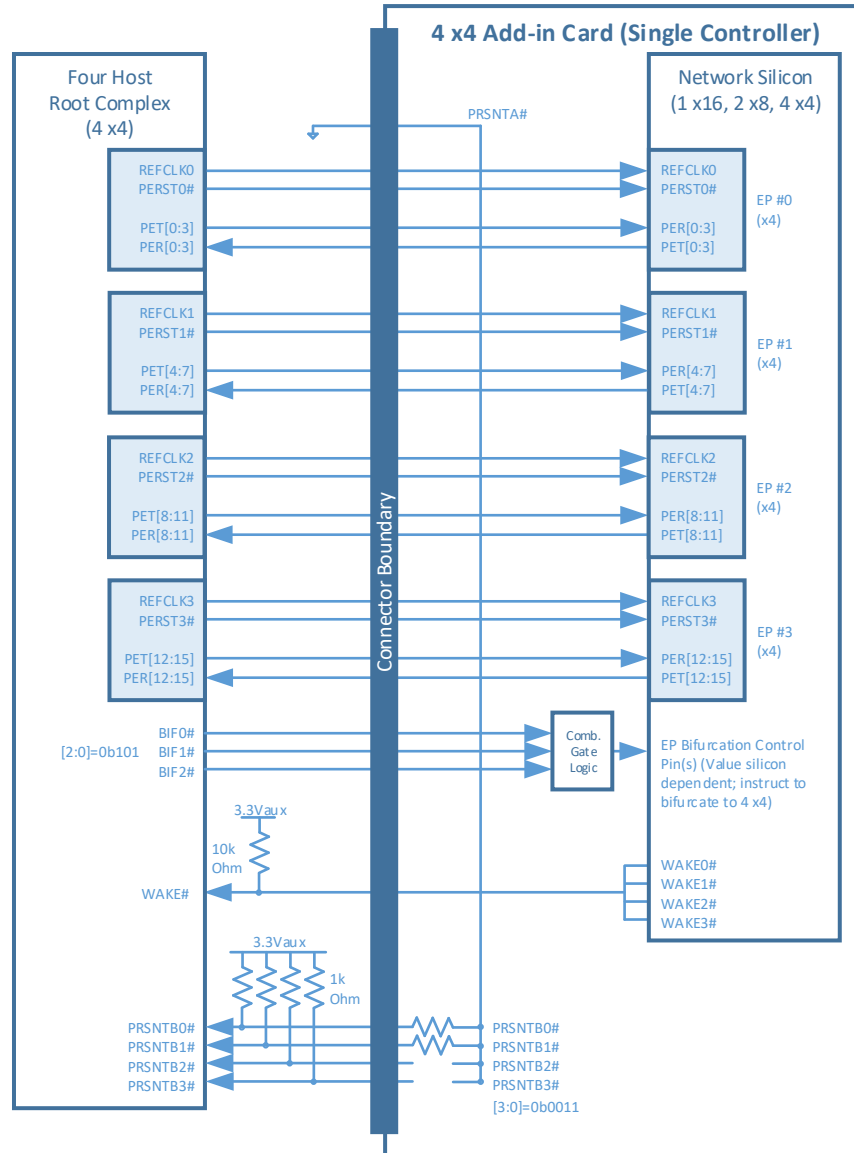 4 x4 Add-in Card (Single Controller)
Four Host
Root Complex
(4 x4)
Network Silicon
(1 x16, 2 x8, 4 x4)
PRSNTA#
REFCLK0
PERST0#
PET[0:3]
PER[0:3]
REFCLK0
PERST0#
PER[0:3]
PET[0:3]
EP #0
(x4)
REFCLK1
PERST1#
PET[4:7]
PER[4:7]
REFCLK1
PERST1#
PER[4:7]
PET[4:7]
EP #1
(x4)
REFCLK2
PERST2#
PET[8:11]
PER[8:11]
REFCLK2
PERST2#
PER[8:11]
PET[8:11]
EP #2
(x4)
Connector Boundary
REFCLK3
PERST3#
PET[12:15]
PER[12:15]
REFCLK3
PERST3#
PER[12:15]
PET[12:15]
EP #3
(x4)
[2:0]=0b101
BIF0#
BIF1#
BIF2#
Comb.
Gate
Logic
EP Bifurcation Control
Pin(s) (Value silicon
dependent; instruct to
bifurcate to 4 x4)
3.3Vaux
10k
Ohm
WAKE#
WAKE0#
WAKE1#
WAKE2#
WAKE3#
3.3Vaux
1k
Ohm
PRSNTB0#
PRSNTB1#
PRSNTB2#
PRSNTB3#
PRSNTB0#
PRSNTB1#
PRSNTB2#
PRSNTB3#
[3:0]=0b0011